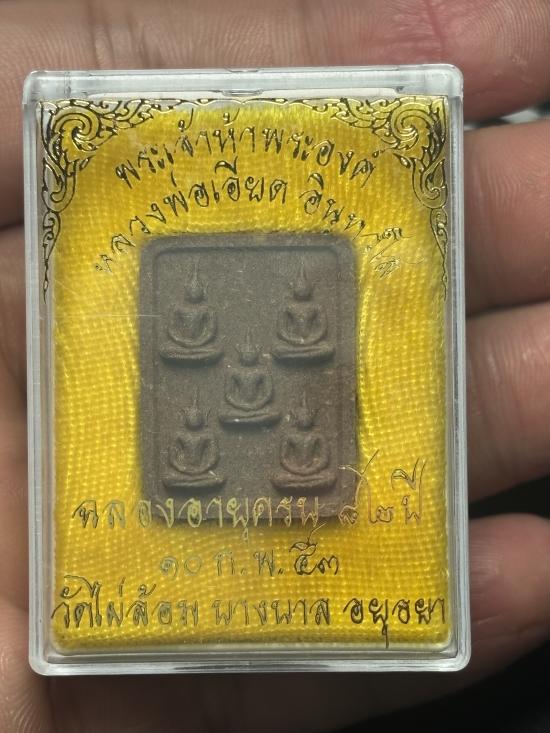 พระเจ้าห้าพระองค์
หลวงพ่อเอียด อินฺทวํโส
ฉลองอายุครบ ๘๒ ปี
๑๐ ก.พ. ๕๓
วัดไผ่ล้อม บางบาล อยุธยา